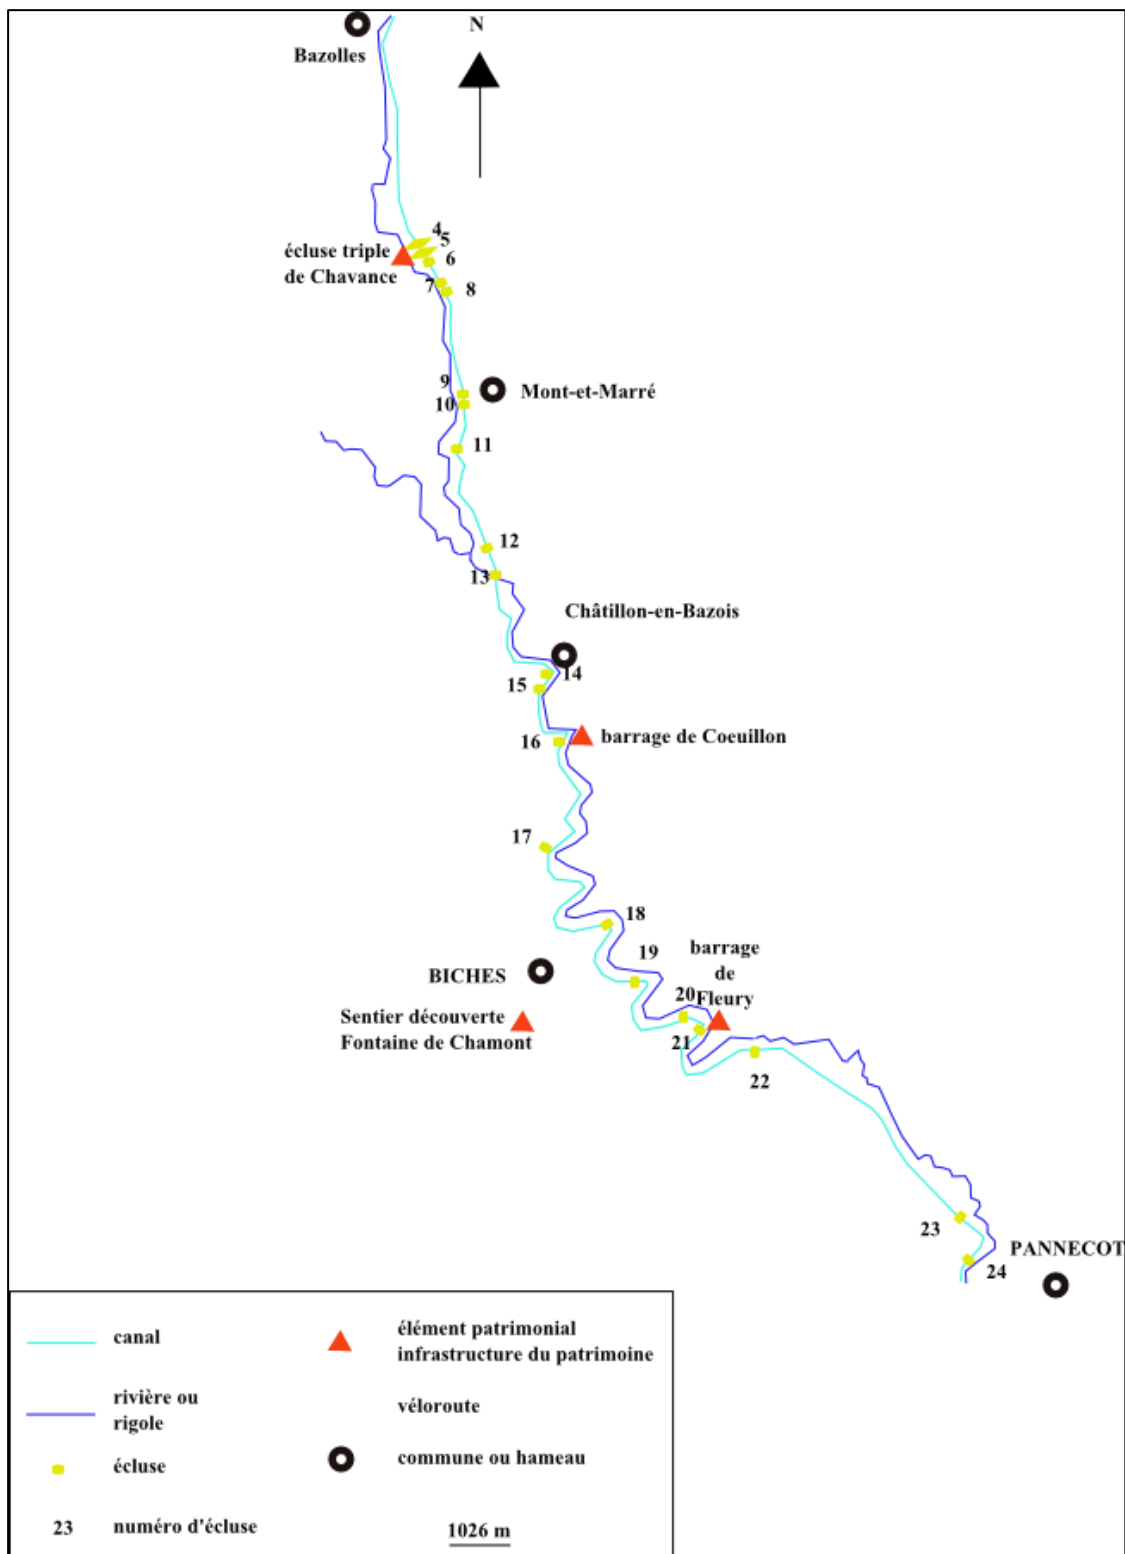 N
Bazolles
4
5
écluse triple
de Chavance
6
7
8
9
Mont-et-Marré
10
11
12
13
Châtillon-en-Bazois
14
15
16
barrage de Coeuillon
17
18
barrage
de
Fleury
19
BICHES
20
Sentier découverte
Fontaine de Chamont
21
22
23
PANNECOT
24
canal
élément patrimonial
infrastructure du patrimoine
rivière ou
rigole
véloroute
écluse
commune ou hameau
23
numéro d'écluse
1026 m